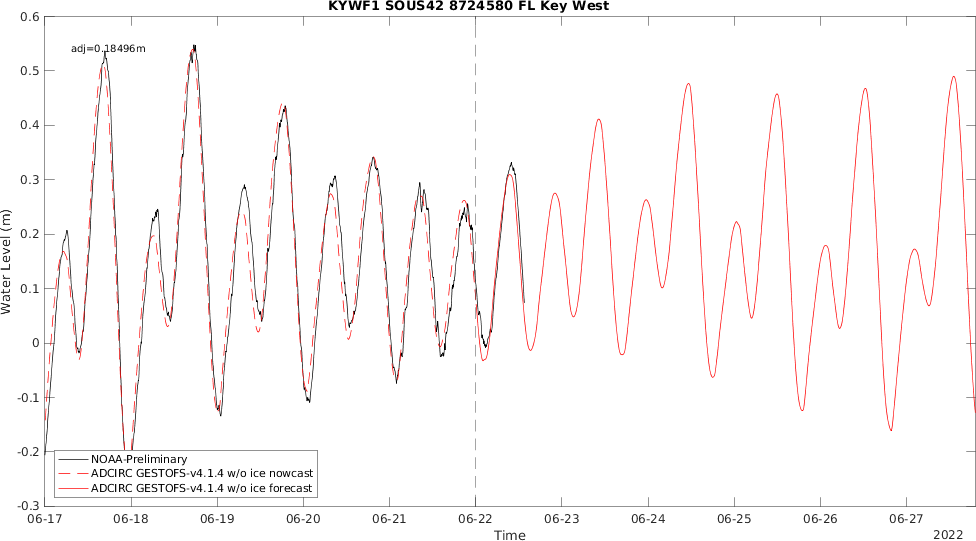 KYWF1 SOUS42 8724580 FL Key West
adj=0.18496m
0.6
0.5
0.4
0.3
0.2
0.1
0
-0.1
-0.2
-0.3
Water Level (m)
NOAA-Preliminary
ADCIRC GESTOFS-v4.1.4 w/o ice nowcast
ADCIRC GESTOFS-v4.1.4 w/o ice forecast
06-17 06-18 06-19 06-20 06-21 06-22 06-23 06-24 06-25 06-26 06-27
Time
2022